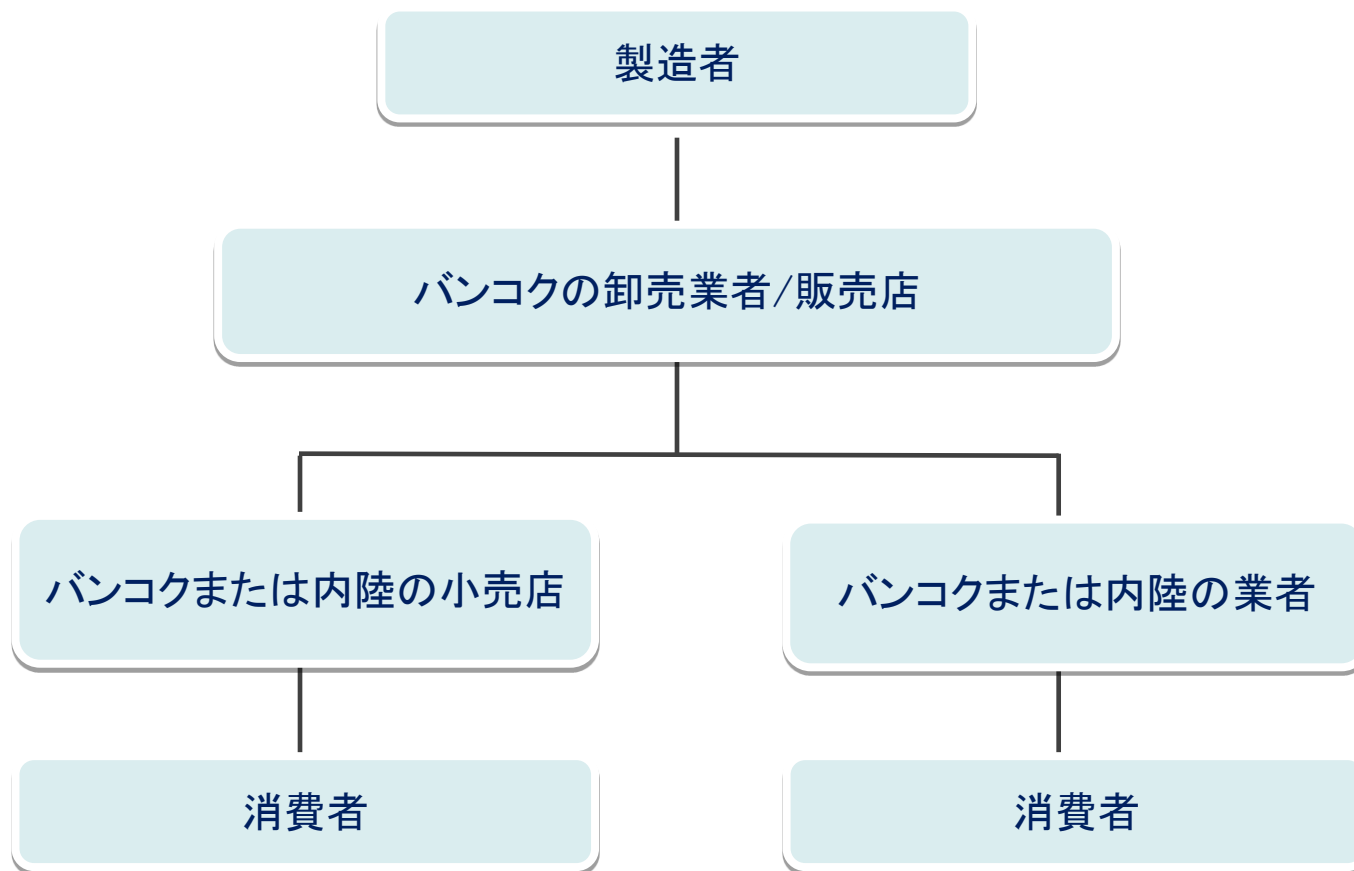 製造者
バンコクの卸売業者/販売店
バンコクまたは内陸の小売店
バンコクまたは内陸の業者
消費者
消費者